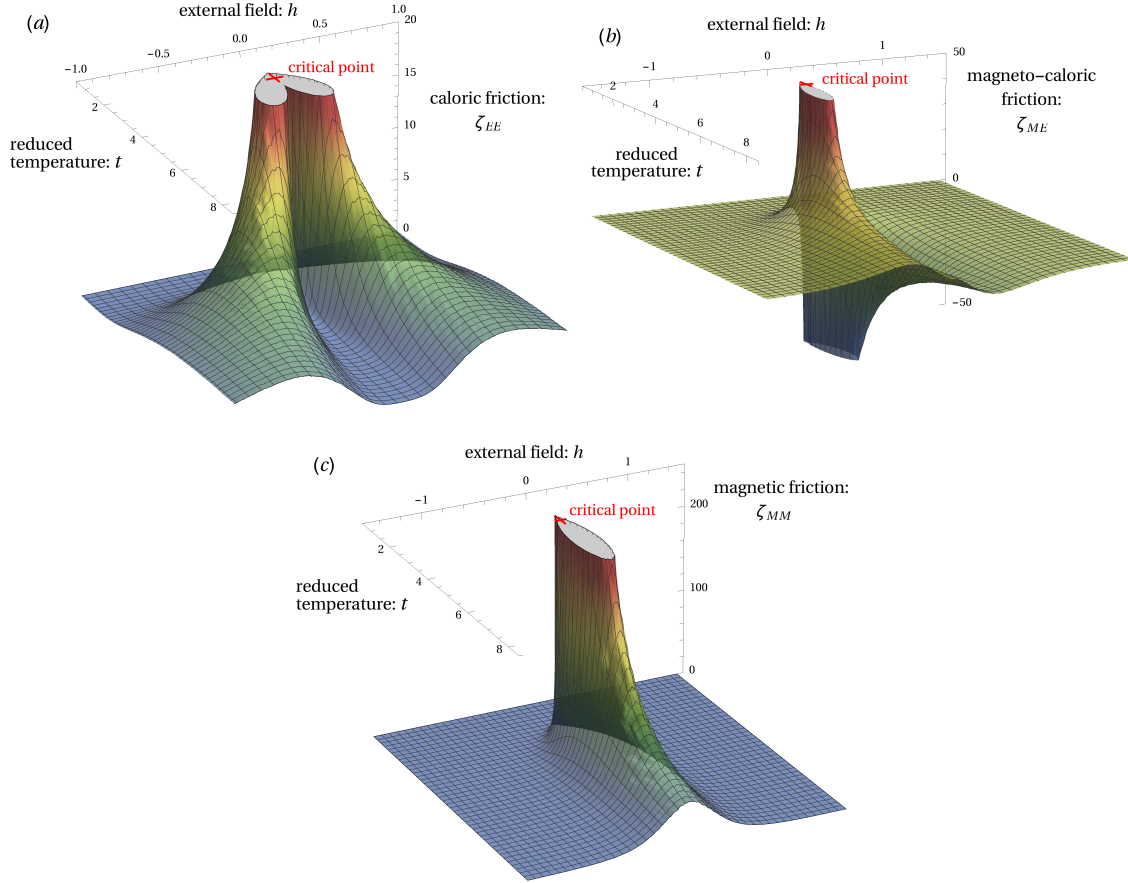 (a)
external field: h
-1.0
-0.5
0.0
0.5
1.0
critical point
20
15
10
5
0
caloric friction:
ζEE
reduced
temperature: t
2
4
6
8
(b)
external field: h
-1
0
1
critical point
50
0
-50
magneto-caloric
friction:
ζME
reduced
temperature: t
2
4
6
8
(c)
external field: h
-1
0
1
critical point
200
100
0
magnetic friction:
ζMM
reduced
temperature: t
2
4
6
8